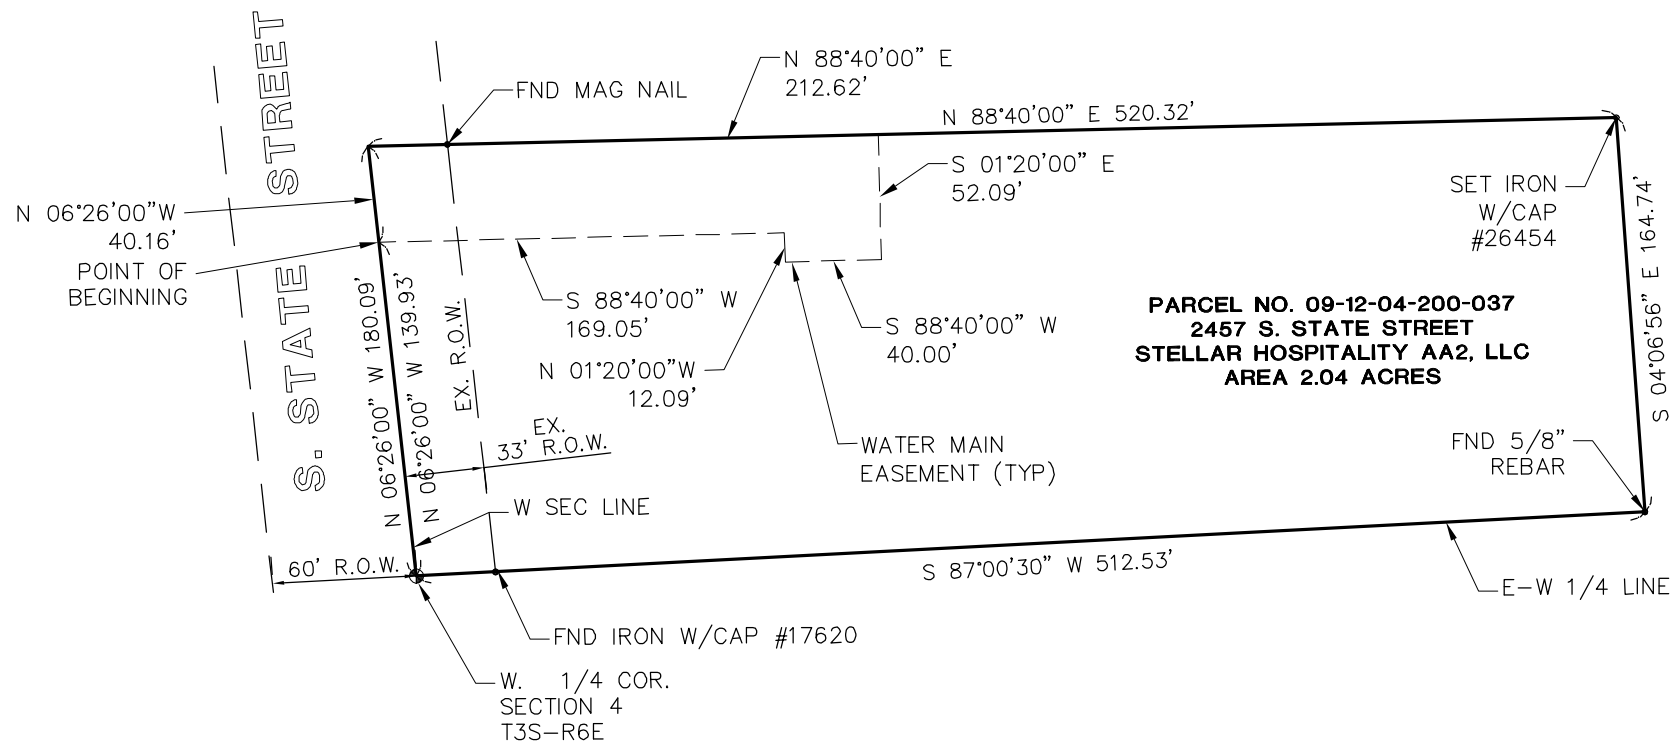 S. STATE STREET
FND MAG NAIL
N 88°40'00" E
212.62'
N 88°40'00" E 520.32'
N 06°26'00"W
40.16'
POINT OF
BEGINNING
S 01°20'00" E
52.09'
SET IRON
W/CAP
#26454
S 04°06'56" E 164.74'
N 06°26'00" W 180.09'
N 06°26'00" W 139.93'
EX. R.O.W.
S 88°40'00" W
169.05'
N 01°20'00"W
12.09'
S 88°40'00" W
40.00'
PARCEL NO. 09-12-04-200-037
2457 S. STATE STREET
STELLAR HOSPITALITY AA2, LLC
AREA 2.04 ACRES
EX.
33' R.O.W.
WATER MAIN
EASEMENT (TYP)
FND 5/8"
REBAR
W SEC LINE
60' R.O.W.
S 87°00'30" W 512.53'
E-W 1/4 LINE
FND IRON W/CAP #17620
W. 1/4 COR.
SECTION 4
T3S-R6E